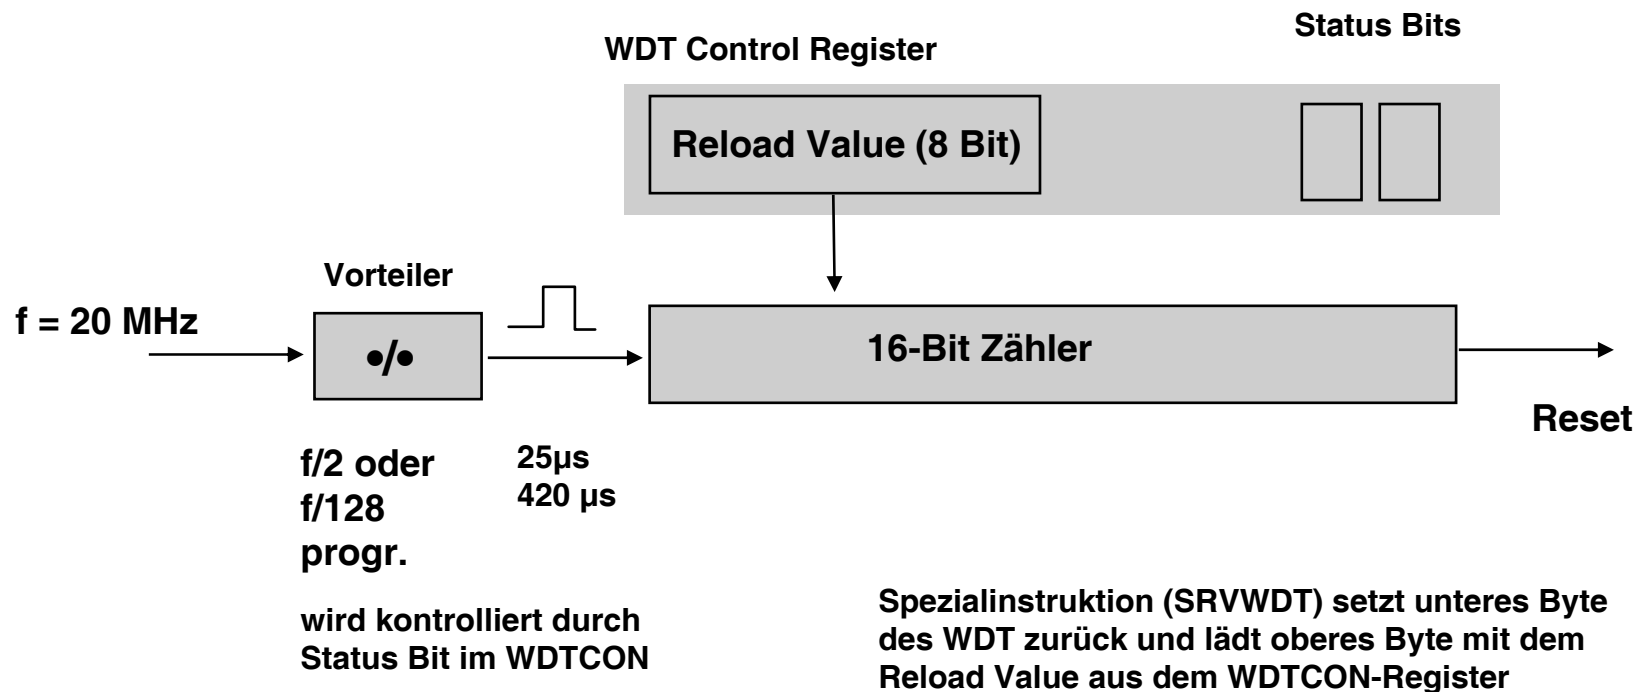 Status Bits
WDT Control Register
Reload Value (8 Bit)
Vorteiler
f = 20 MHz
•/•
16-Bit Zähler
Reset
f/2 oder
f/128
progr.
25µs
420 µs
wird kontrolliert durch
Status Bit im WDTCON
Spezialinstruktion (SRVWDT) setzt unteres Byte
des WDT zurück und lädt oberes Byte mit dem
Reload Value aus dem WDTCON-Register